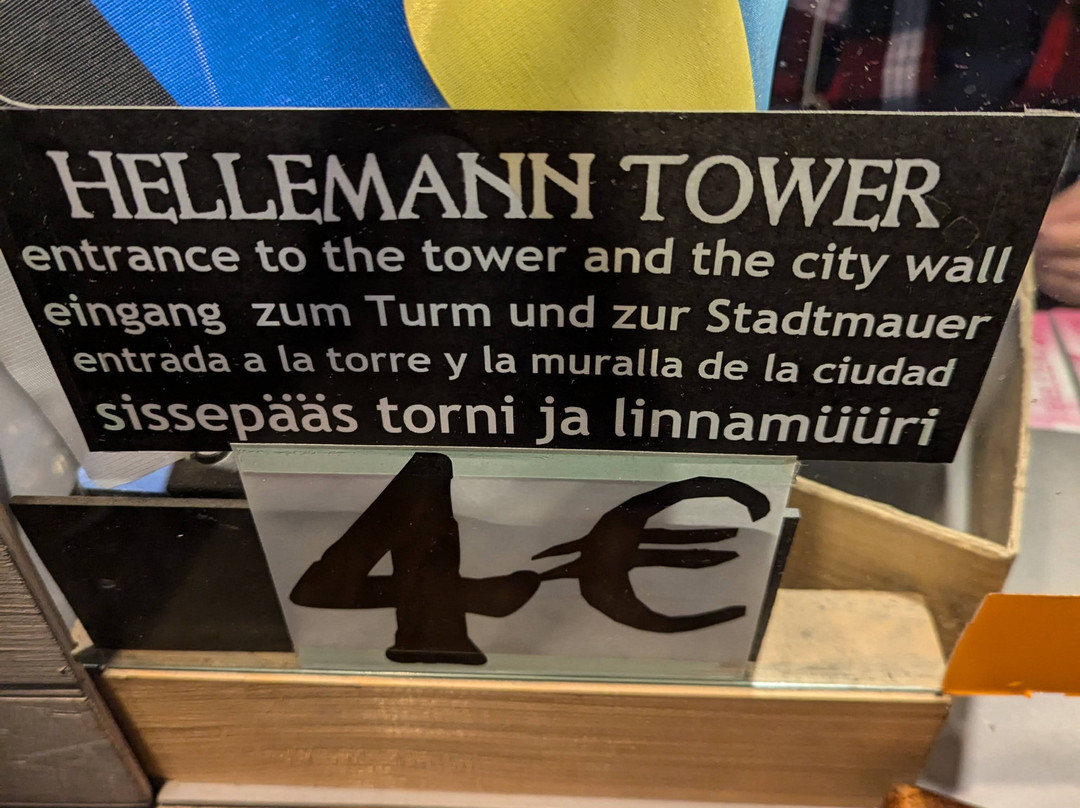 HELLEMANN TOWER
entrance to the tower and the city wall
eingang zum Turm und zur Stadtmauer
entrada a la torre y la muralla de la ciudad
sissepääs torni ja linnamüüri
4€